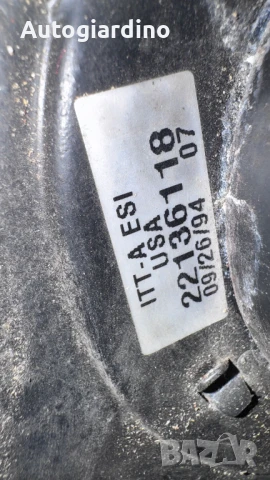 Autogiardino
ITT-A ESI
USA
22136118
09/26/94 07
BAZAR